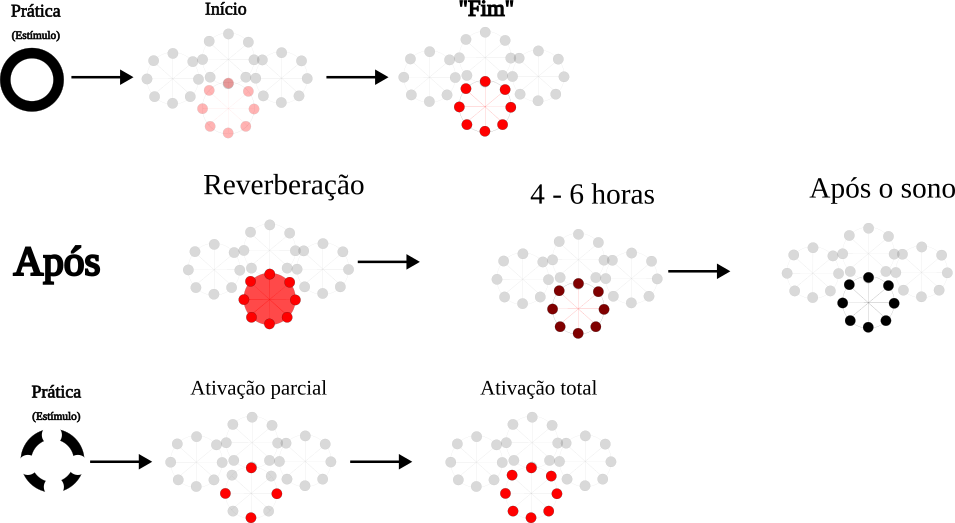 Prática
(Estímulo)
Início
"Fim"
Reverberação
4 - 6 horas
Após o sono
Após
Prática
(Estímulo)
Ativação parcial
Ativação total